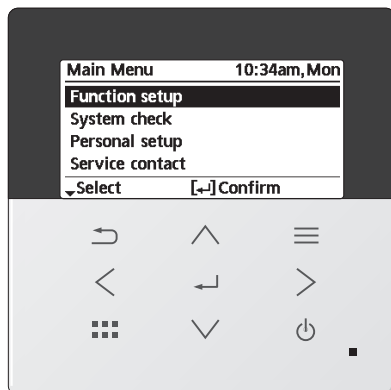 Main Menu 10:34am,Mon
Function setup
System check
Personal setup
Service contact
Select [↵]Confirm